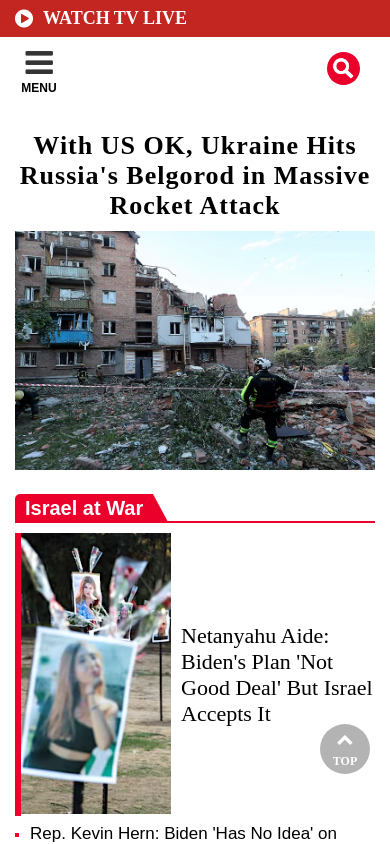 WATCH TV LIVE
MENU
With US OK, Ukraine Hits
Russia's Belgorod in Massive
Rocket Attack
Israel at War
Netanyahu Aide:
Biden's Plan 'Not
Good Deal' But Israel
Accepts It
TOP
Rep. Kevin Hern: Biden 'Has No Idea' on